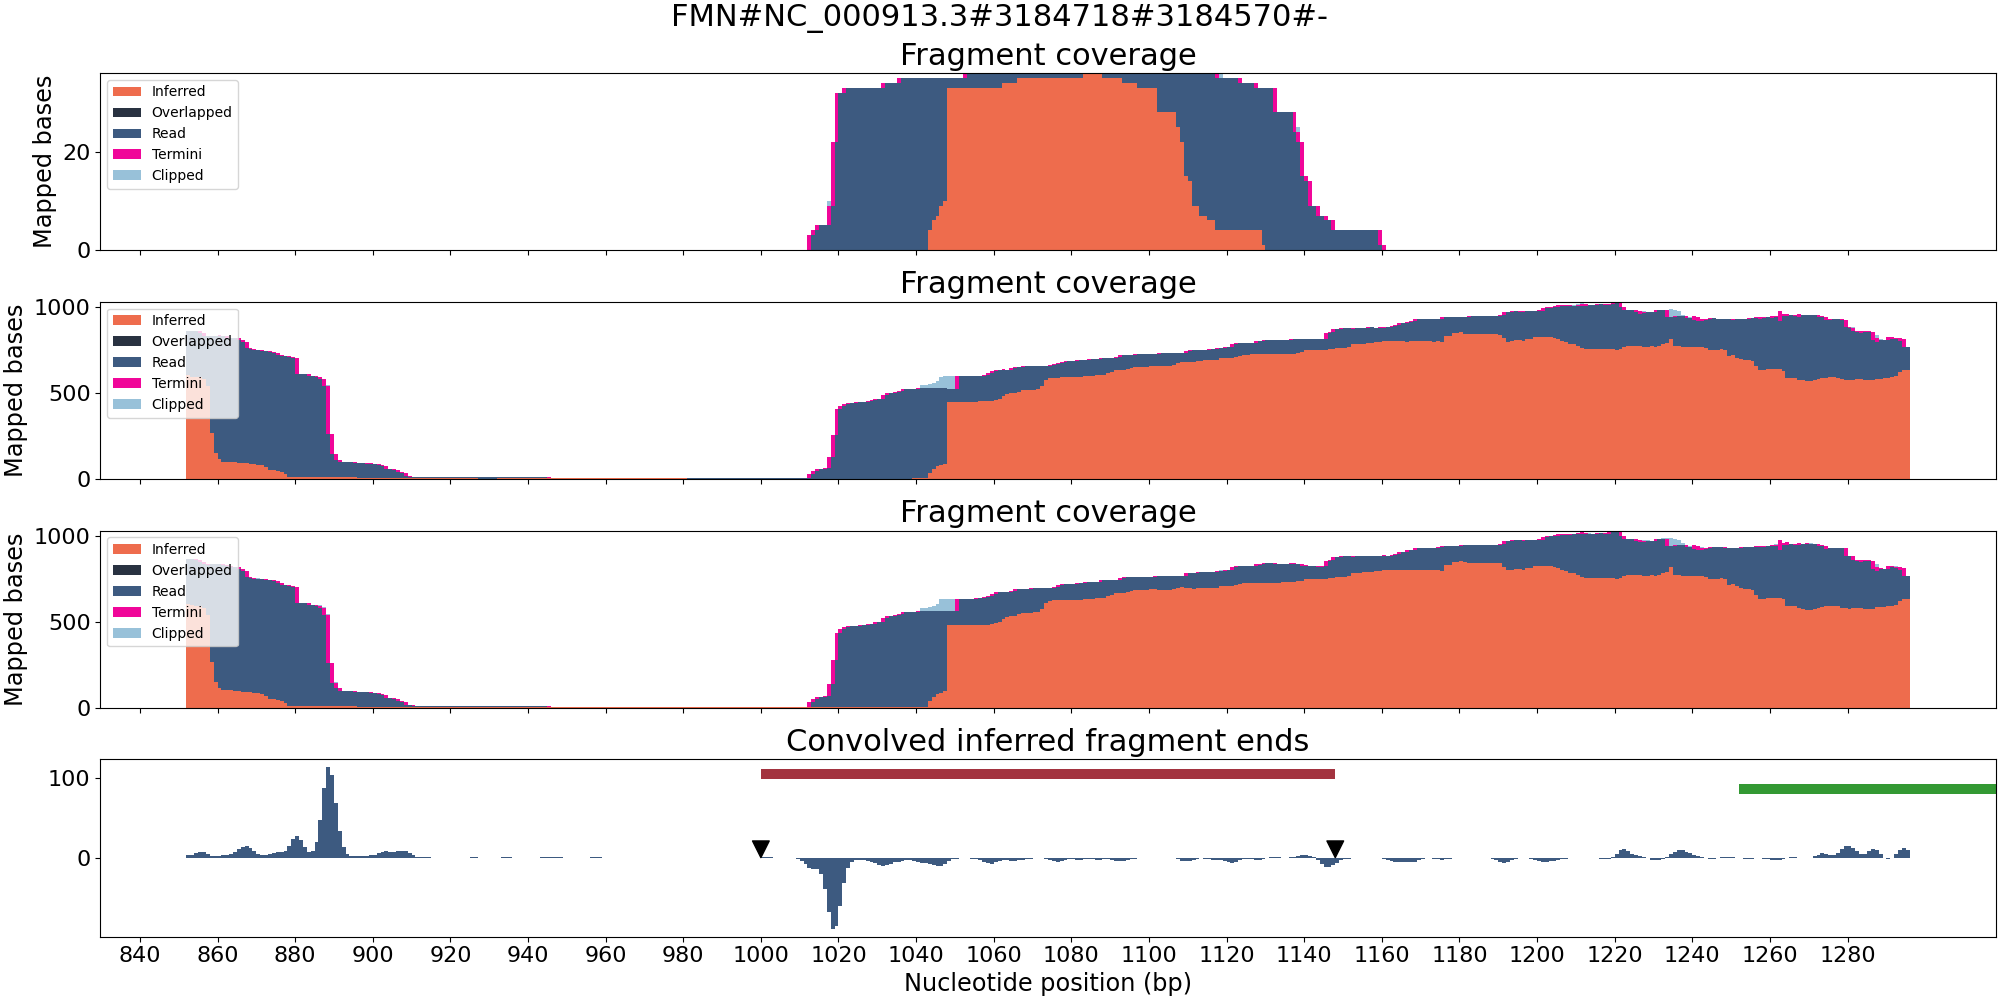 FMN#NC_000913.3#3184718#3184570#-
Fragment coverage
Mapped bases
20
0
Inferred
Overlapped
Read
Termini
Clipped
Fragment coverage
Mapped bases
1000
500
0
Inferred
Overlapped
Read
Termini
Clipped
Fragment coverage
Mapped bases
1000
500
0
Inferred
Overlapped
Read
Termini
Clipped
Convolved inferred fragment ends
100
0
840 860 880 900 920 940 960 980 1000 1020 1040 1060 1080 1100 1120 1140 1160 1180 1200 1220 1240 1260 1280
Nucleotide position (bp)